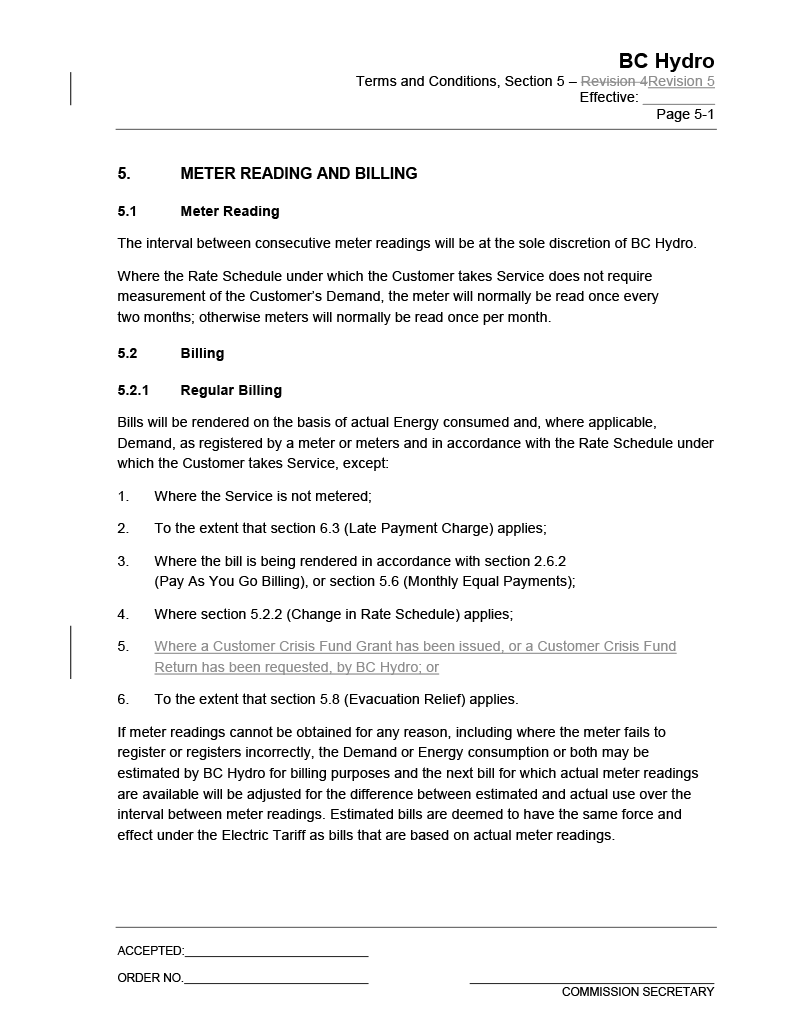 BC Hydro
Terms and Conditions, Section 5 – Revision 4Revision 5
Effective: _________
Page 5-1
5. METER READING AND BILLING
5.1 Meter Reading
The interval between consecutive meter readings will be at the sole discretion of BC Hydro.
Where the Rate Schedule under which the Customer takes Service does not require
measurement of the Customer’s Demand, the meter will normally be read once every
two months; otherwise meters will normally be read once per month.
5.2 Billing
5.2.1 Regular Billing
Bills will be rendered on the basis of actual Energy consumed and, where applicable,
Demand, as registered by a meter or meters and in accordance with the Rate Schedule under
which the Customer takes Service, except:
1. Where the Service is not metered;
2. To the extent that section 6.3 (Late Payment Charge) applies;
3. Where the bill is being rendered in accordance with section 2.6.2
(Pay As You Go Billing), or section 5.6 (Monthly Equal Payments);
4. Where section 5.2.2 (Change in Rate Schedule) applies;
5. Where a Customer Crisis Fund Grant has been issued, or a Customer Crisis Fund
Return has been requested, by BC Hydro; or
6. To the extent that section 5.8 (Evacuation Relief) applies.
If meter readings cannot be obtained for any reason, including where the meter fails to
register or registers incorrectly, the Demand or Energy consumption or both may be
estimated by BC Hydro for billing purposes and the next bill for which actual meter readings
are available will be adjusted for the difference between estimated and actual use over the
interval between meter readings. Estimated bills are deemed to have the same force and
effect under the Electric Tariff as bills that are based on actual meter readings.
ACCEPTED:____________________________
ORDER NO.____________________________
COMMISSION SECRETARY